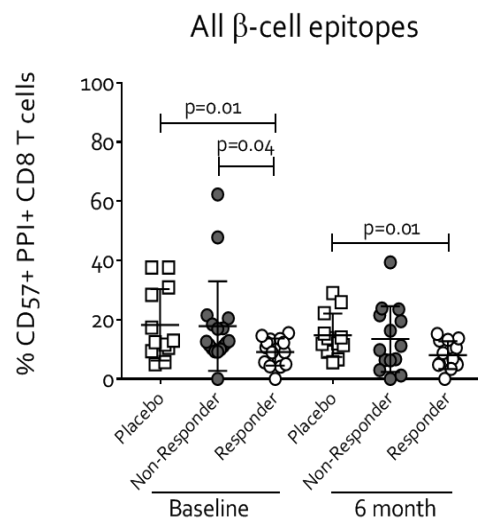 All β-cell epitopes
% CD57+ PPI+ CD8 T cells
100
80
60
40
20
0
p=0.01
p=0.04
p=0.01
Placebo
Non-Responder
Responder
Placebo
Non-Responder
Responder
Baseline
6 month